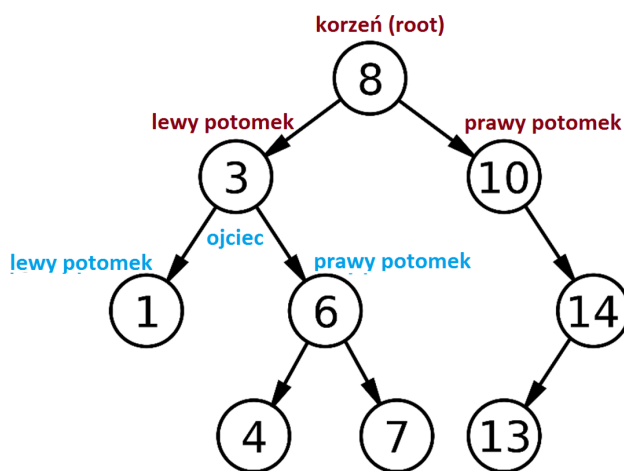 korzeń (root)
8
lewy potomek
prawy potomek
3
10
ojciec
lewy potomek
prawy potomek
1
6
14
4
7
13